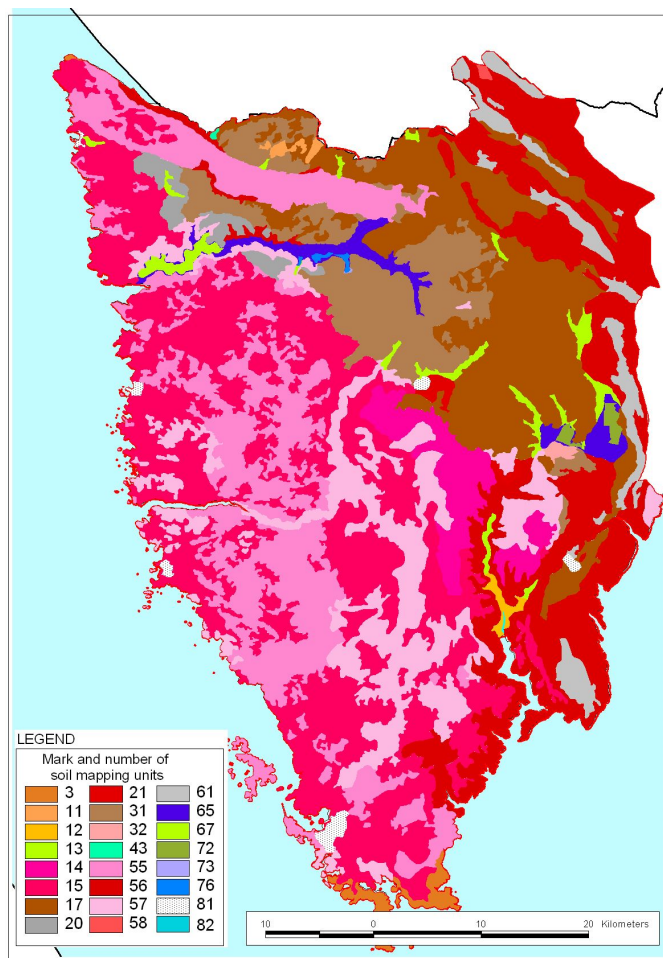 LEGEND
Mark and number of
soil mapping units
3 21 61
11 31 65
12 32 67
13 43 72
14 55 73
15 56 76
17 57 81
20 58 82
10 0 10 20 Kilometers